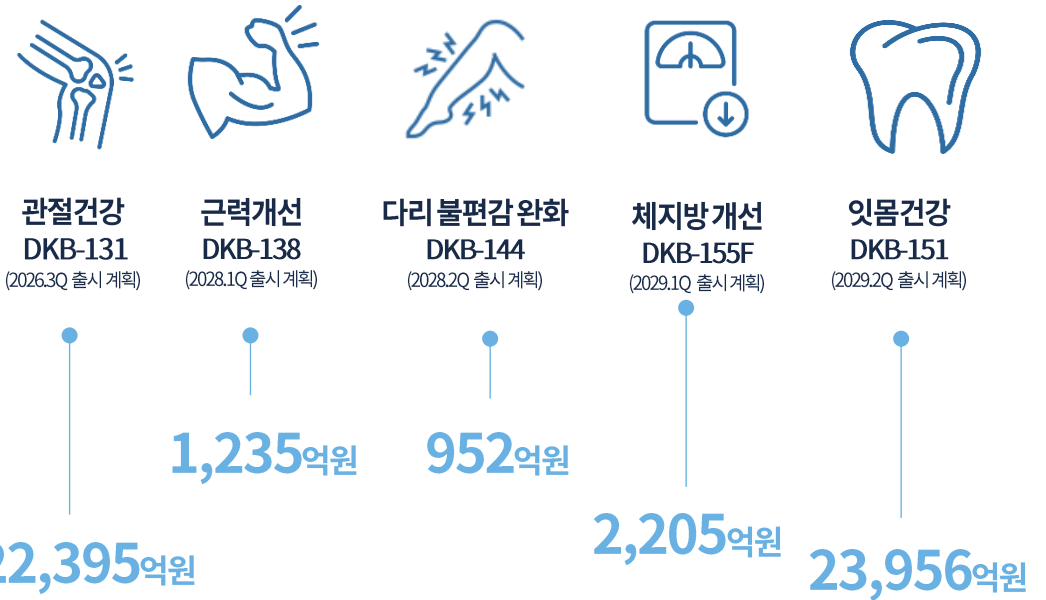 관절건강
DKB-131
(2026.3Q 출시 계획)
22,395억원
근력개선
DKB-138
(2028.1Q 출시 계획)
1,235억원
다리 불편감 완화
DKB-144
(2028.2Q 출시 계획)
952억원
체지방 개선
DKB-155F
(2029.1Q 출시 계획)
2,205억원
잇몸건강
DKB-151
(2029.2Q 출시 계획)
23,956억원